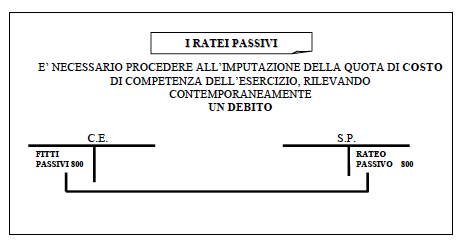 I RATEI PASSIVI
E' NECESSARIO PROCEDERE ALL'IMPUTAZIONE DELLA QUOTA DI COSTO
DI COMPETENZA DELL'ESERCIZIO, RILEVANDO
CONTEMPORANEAMENTE
UN DEBITO
C.E.
S.P.
FITTI
PASSIVI 800
RATEO
PASSIVO 800